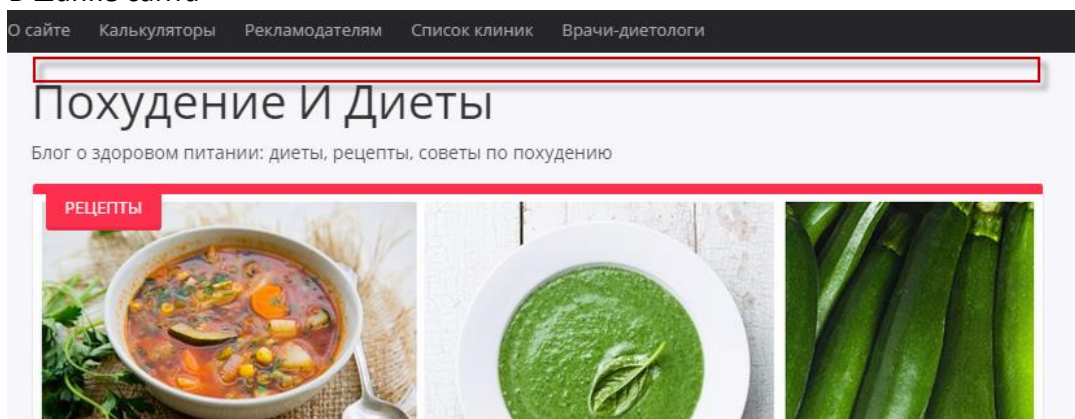 О сайте Калькуляторы Рекламодателям Список клиник Врачи-диетологи
Похудение И Диеты
Блог о здоровом питании: диеты, рецепты, советы по похудению
РЕЦЕПТЫ